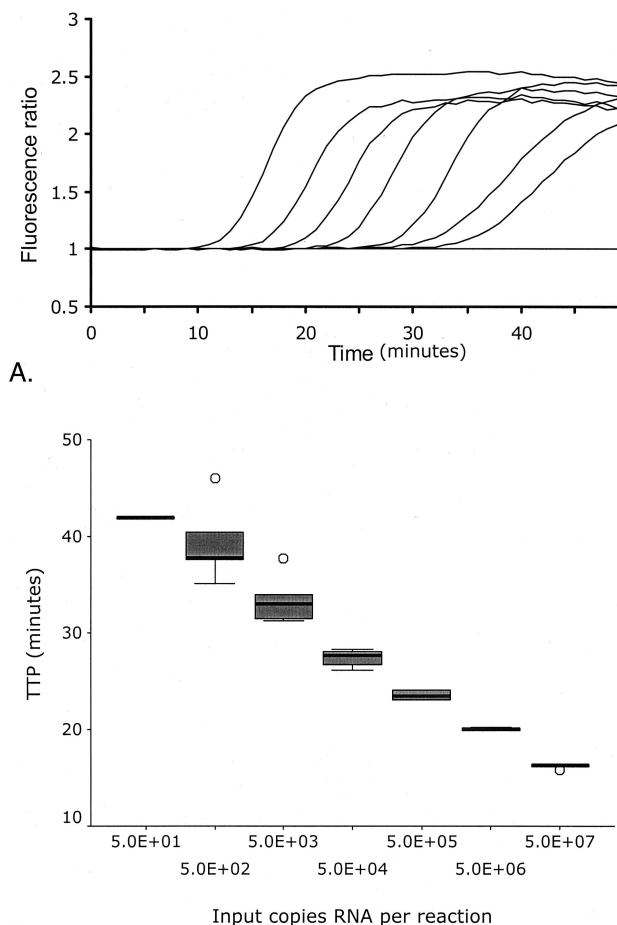 3
2.5
2
1.5
1
0.5
Fluorescence ratio
0 10 20 30 40
Time (minutes)
A.
50
40
30
20
10
TTP (minutes)
5.0E+01 5.0E+03 5.0E+05 5.0E+07
5.0E+02 5.0E+04 5.0E+06
Input copies RNA per reaction